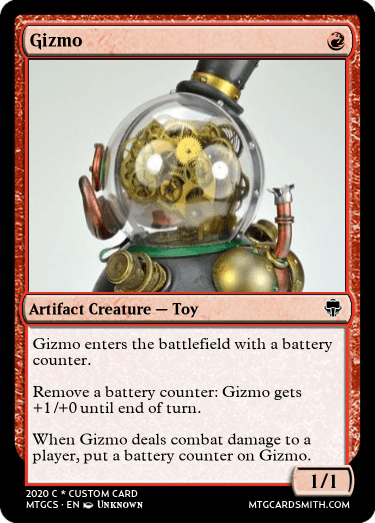 Gizmo
Artifact Creature — Toy
Gizmo enters the battlefield with a battery
counter.
Remove a battery counter: Gizmo gets
+1/+0 until end of turn.
When Gizmo deals combat damage to a
player, put a battery counter on Gizmo.
1/1
2020 C * CUSTOM CARD
MTGCS · EN Unknown
MTGCARDSMITH.COM